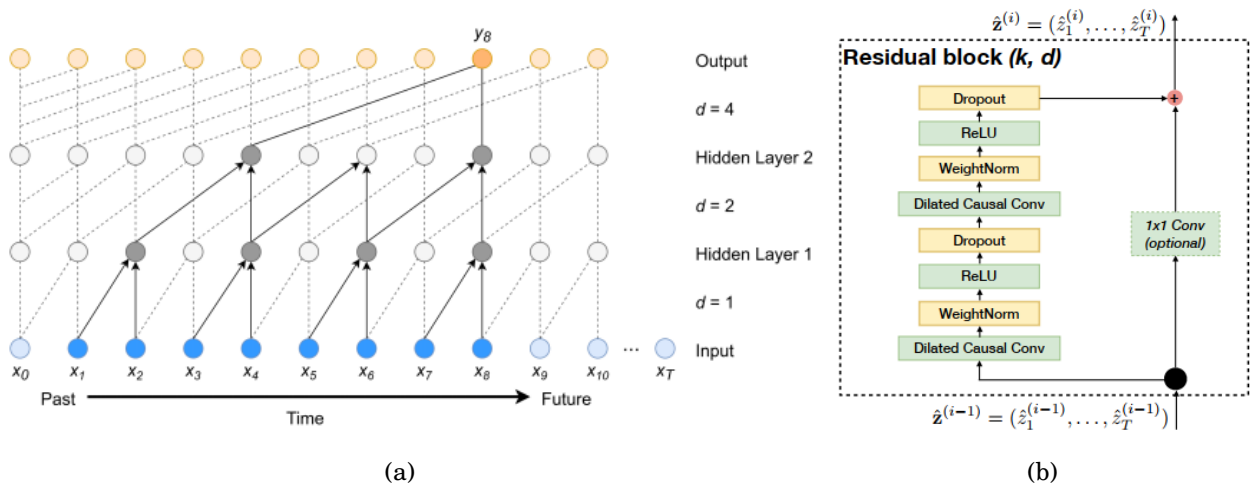 y8
Output
d = 4
Hidden Layer 2
d = 2
Hidden Layer 1
d = 1
Input
x0 x1 x2 x3 x4 x5 x6 x7 x8 x9 x10 ... xT
Past Future
Time
(a)
ẑ(i) = (ẑ1(i), . . . , ẑT(i))
Residual block (k, d)
Dropout
+
ReLU
WeightNorm
Dilated Causal Conv
1x1 Conv
(optional)
Dropout
ReLU
WeightNorm
Dilated Causal Conv
ẑ(i−1) = (ẑ1(i−1), . . . , ẑT(i−1))
(b)